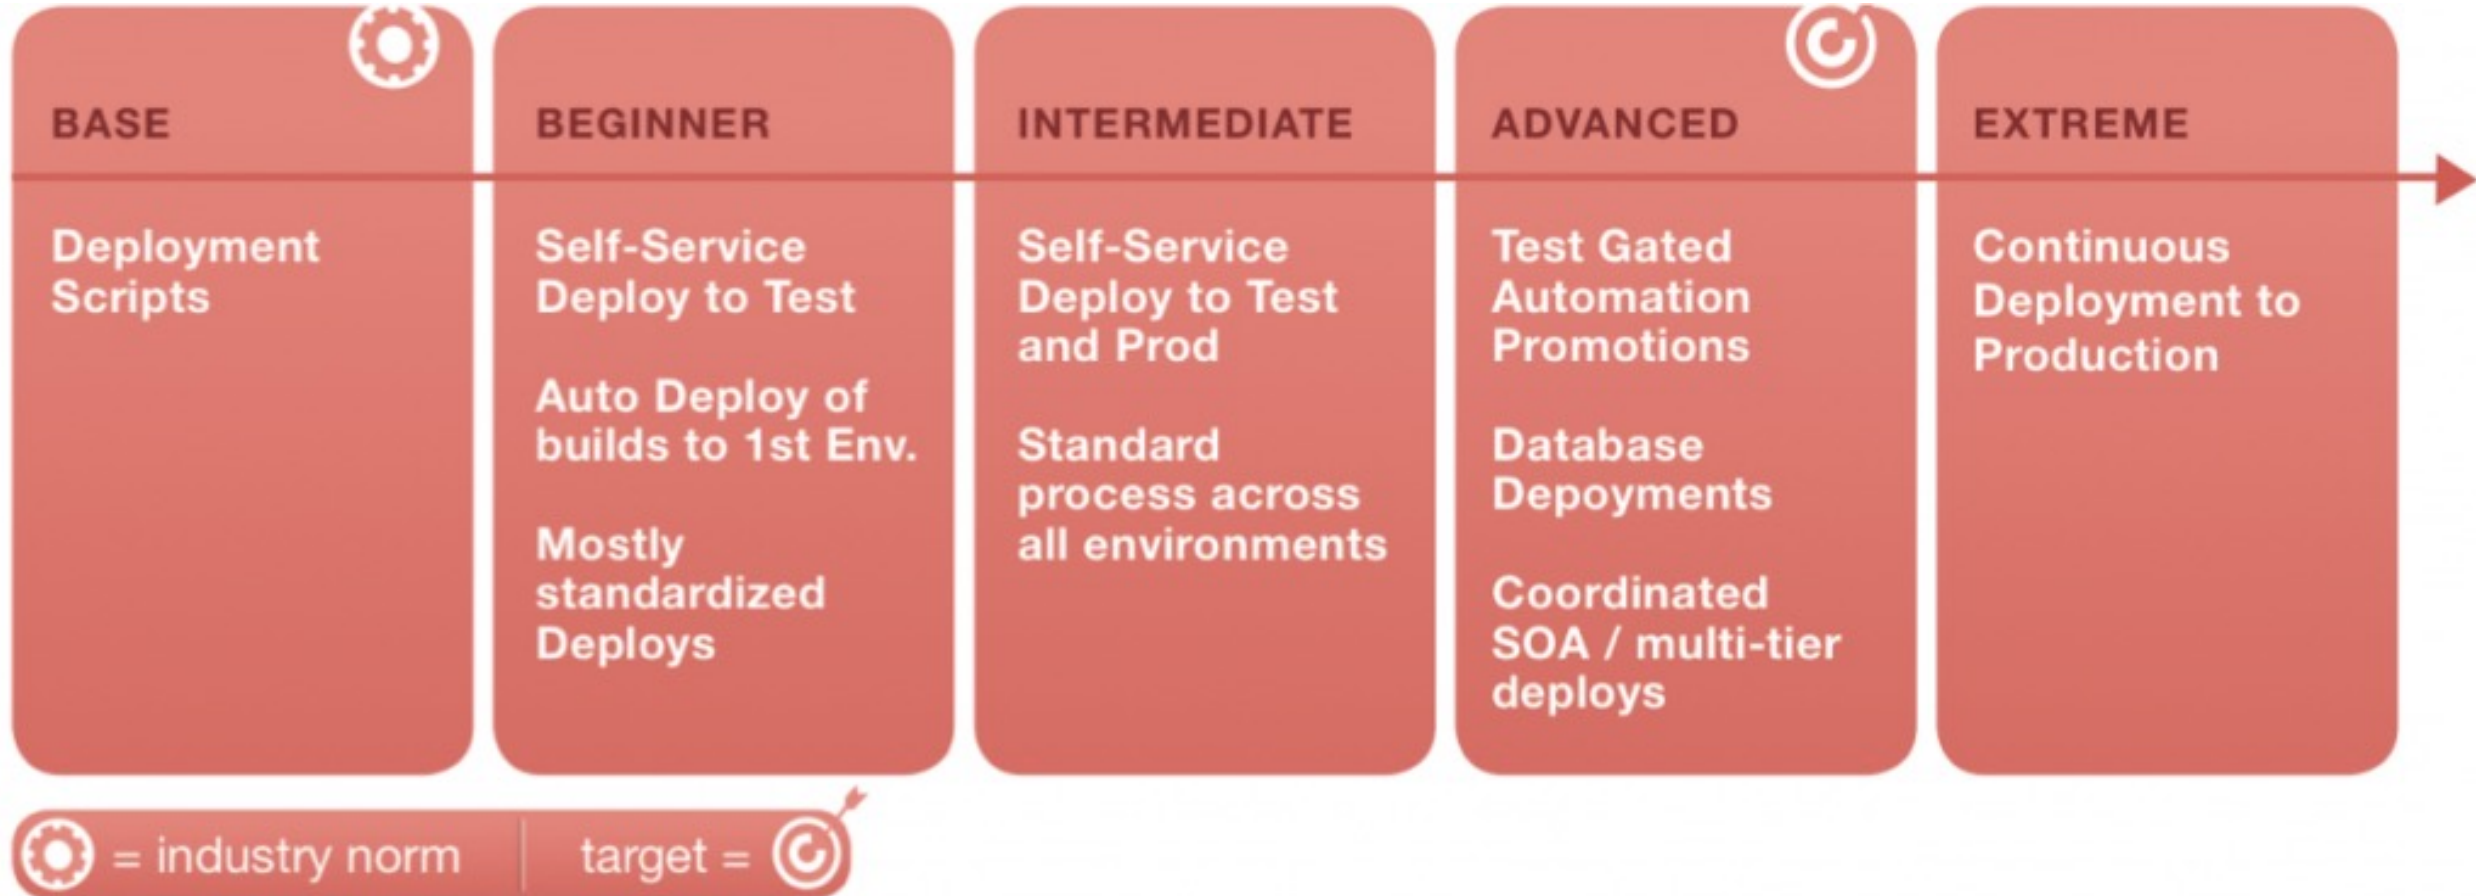 BASE
Deployment
Scripts
BEGINNER
Self-Service
Deploy to Test
Auto Deploy of
builds to 1st Env.
Mostly
standardized
Deploys
INTERMEDIATE
Self-Service
Deploy to Test
and Prod
Standard
process across
all environments
ADVANCED
Test Gated
Automation
Promotions
Database
Depoyments
Coordinated
SOA / multi-tier
deploys
EXTREME
Continuous
Deployment to
Production
= industry norm
target =